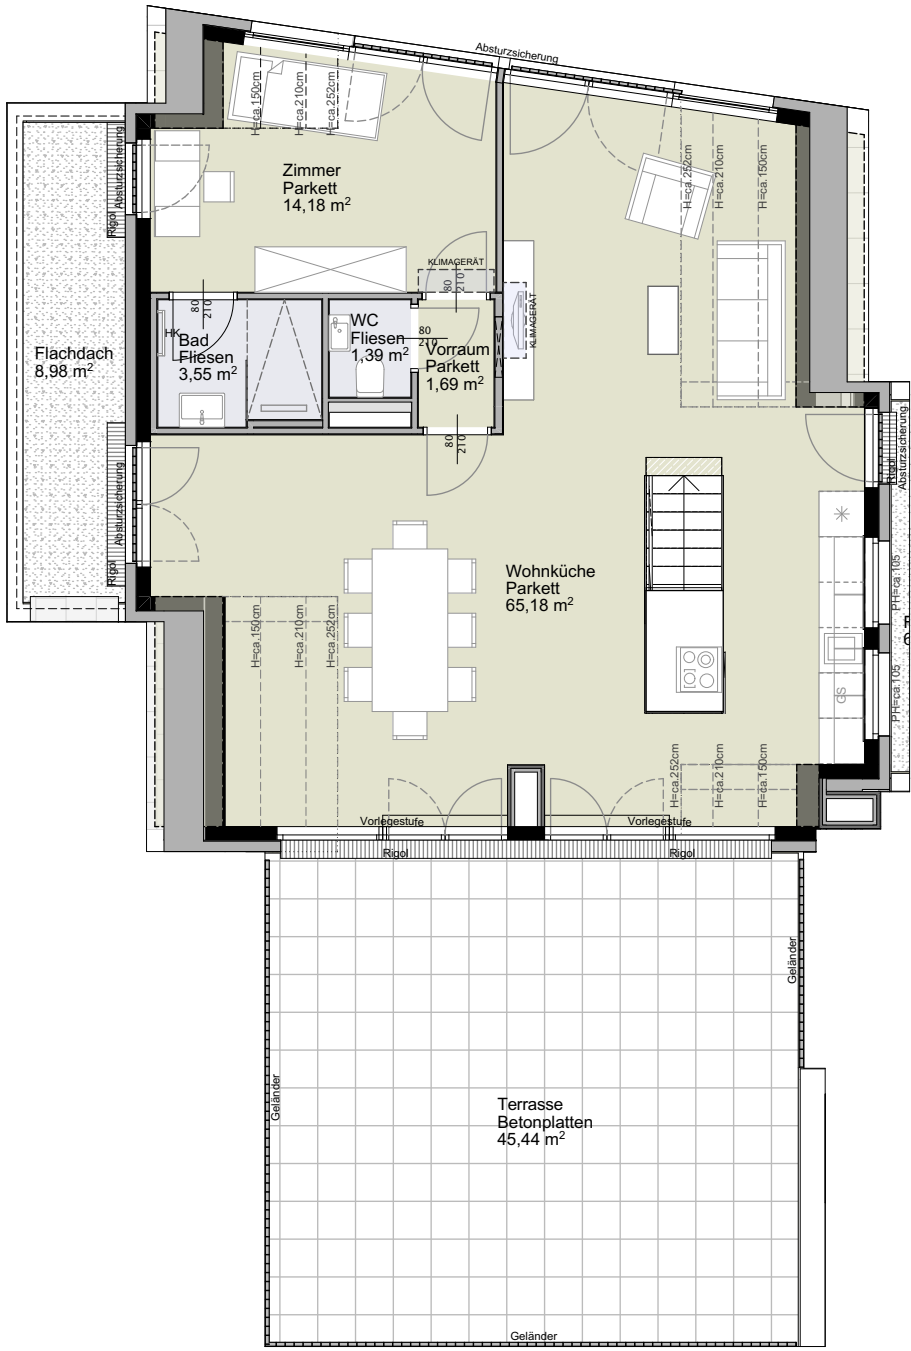 Absturzsicherung
H=ca.150cm
H=ca.210cm
H=ca.252cm
Zimmer
Parkett
14,18 m²
H=ca.252cm
H=ca.210cm
H=ca.150cm
Absturzsicherung
Rigol
KLIMAGERÄT
80
210
KLIMAGERÄT
80
210
HK
Bad
Fliesen
3,55 m²
WC
Fliesen
1,39 m²
80
210
Vorraum
Parkett
1,69 m²
Flachdach
8,98 m²
80
210
Absturzsicherung
Rigol
Rigol
Absturzsicherung
Wohnküche
Parkett
65,18 m²
PH=ca.105
PH=ca.105
GS
H=ca.150cm
H=ca.210cm
H=ca.252cm
H=ca.252cm
H=ca.210cm
H=ca.150cm
Vorlegestufe
Vorlegestufe
Rigol
Rigol
Geländer
Geländer
Terrasse
Betonplatten
45,44 m²
Geländer